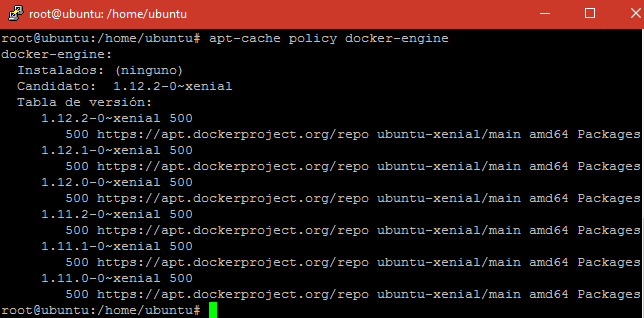 root@ubuntu: /home/ubuntu
root@ubuntu:/home/ubuntu# apt-cache policy docker-engine
docker-engine:
  Instalados: (ninguno)
  Candidato:  1.12.2-0~xenial
  Tabla de versión:
     1.12.2-0~xenial 500
        500 https://apt.dockerproject.org/repo ubuntu-xenial/main amd64 Packages
     1.12.1-0~xenial 500
        500 https://apt.dockerproject.org/repo ubuntu-xenial/main amd64 Packages
     1.12.0-0~xenial 500
        500 https://apt.dockerproject.org/repo ubuntu-xenial/main amd64 Packages
     1.11.2-0~xenial 500
        500 https://apt.dockerproject.org/repo ubuntu-xenial/main amd64 Packages
     1.11.1-0~xenial 500
        500 https://apt.dockerproject.org/repo ubuntu-xenial/main amd64 Packages
     1.11.0-0~xenial 500
        500 https://apt.dockerproject.org/repo ubuntu-xenial/main amd64 Packages
root@ubuntu:/home/ubuntu#